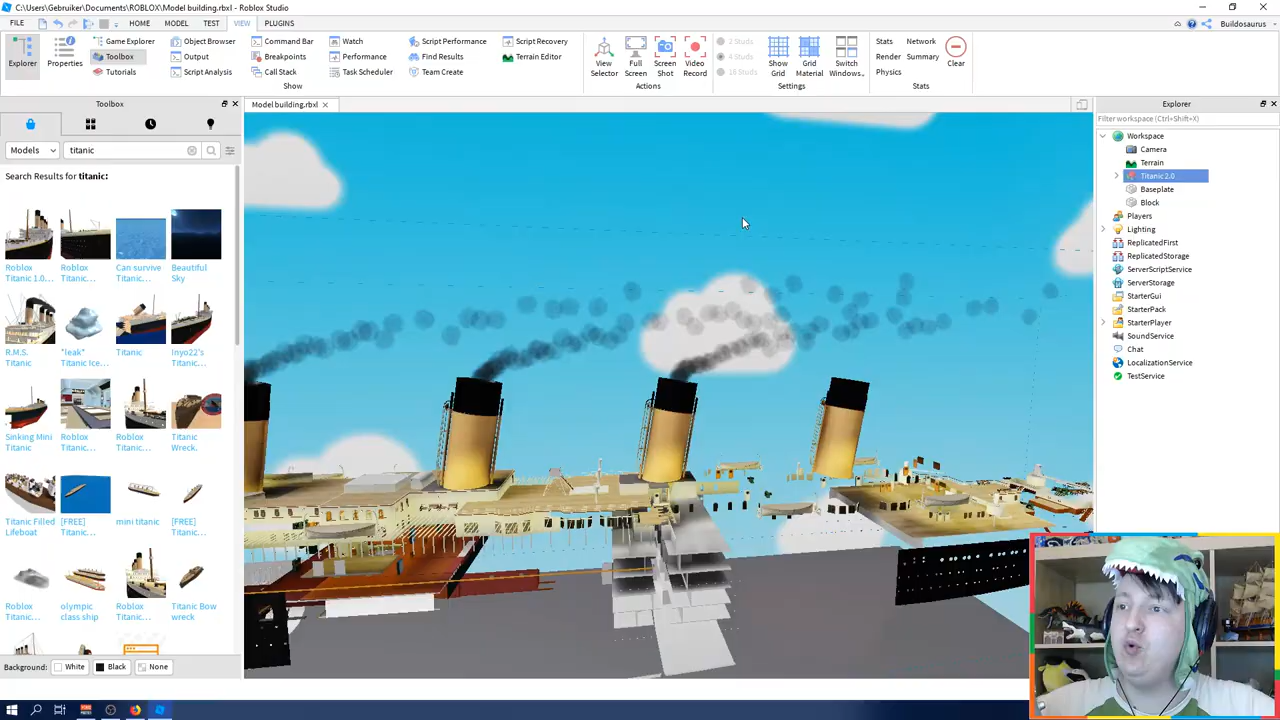 C:\Users\Gebruiker\Documents\ROBLOX\Model building.rbxl - Roblox Studio
FILE HOME MODEL TEST VIEW PLUGINS Buildosaurus
Explorer
Properties
Game Explorer
Toolbox
Tutorials
Object Browser
Output
Script Analysis
Command Bar
Breakpoints
Call Stack
Watch
Performance
Task Scheduler
Script Performance
Find Results
Team Create
Script Recovery
Terrain Editor
Show
View Selector
Full Screen
Screen Shot
Video Record
Actions
2 Studs
4 Studs
16 Studs
Show Grid
Grid Material
Switch Windows...
Settings
Stats Network
Render Summary
Physics
Clear
Stats
Toolbox
Models
titanic
Search Results for titanic:
Roblox Titanic 1.0...
Roblox Titanic...
Can survive Titanic...
Beautiful Sky
R.M.S. Titanic
*leak* Titanic Ice...
Titanic
Inyo22's Titanic...
Sinking Mini Titanic
Roblox Titanic...
Roblox Titanic...
Titanic Wreck.
Titanic Filled Lifeboat
[FREE] Titanic...
mini titanic
[FREE] Titanic...
Roblox Titanic...
olympic class ship
Roblox Titanic...
Titanic Bow wreck
Background: White Black None
Model building.rbxl
Explorer
Filter workspace (Ctrl+Shift+X)
Workspace
Camera
Terrain
Titanic 2.0
Baseplate
Block
Players
Lighting
ReplicatedFirst
ReplicatedStorage
ServerScriptService
ServerStorage
StarterGui
StarterPack
StarterPlayer
SoundService
Chat
LocalizationService
TestService